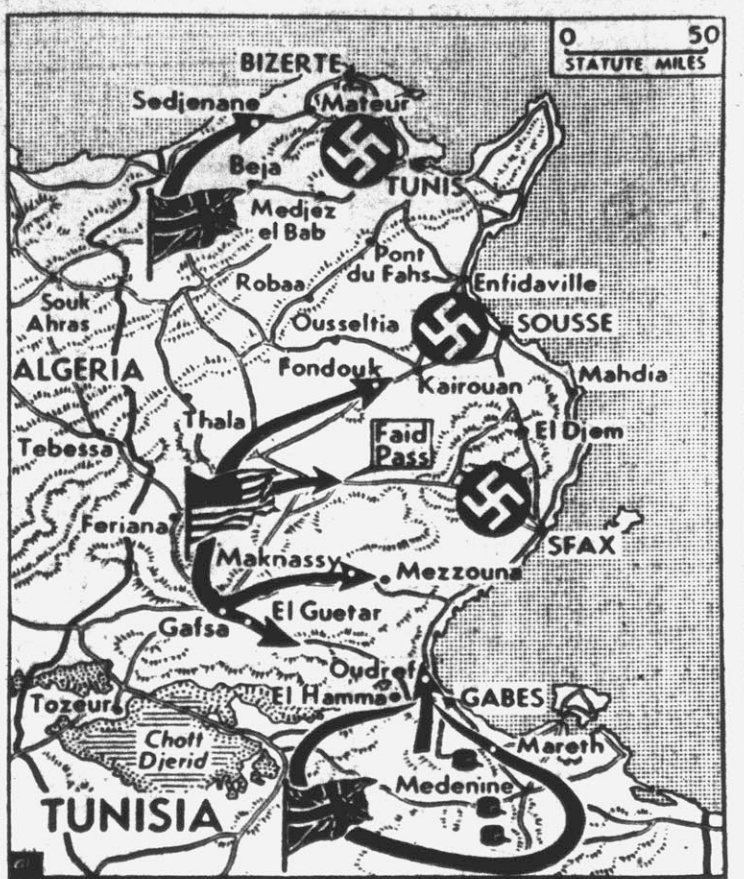 0 50
STATUTE MILES
BIZERTE
Sedjenane
Mateur
Beja
TUNIS
Medjez
el Bab
Pont
du Fahs
Robaa
Enfidaville
Souk
Ahras
Ousseltia
SOUSSE
ALGERIA
Fondouk
Kairouan
Mahdia
Thala
Faid
Pass
El Djem
Tebessa
Feriana
SFAX
Maknassy
Mezzouna
El Guetar
Gafsa
Oudref
El Hamma
GABES
Tozeur
Chott
Djerid
Mareth
Medenine
TUNISIA